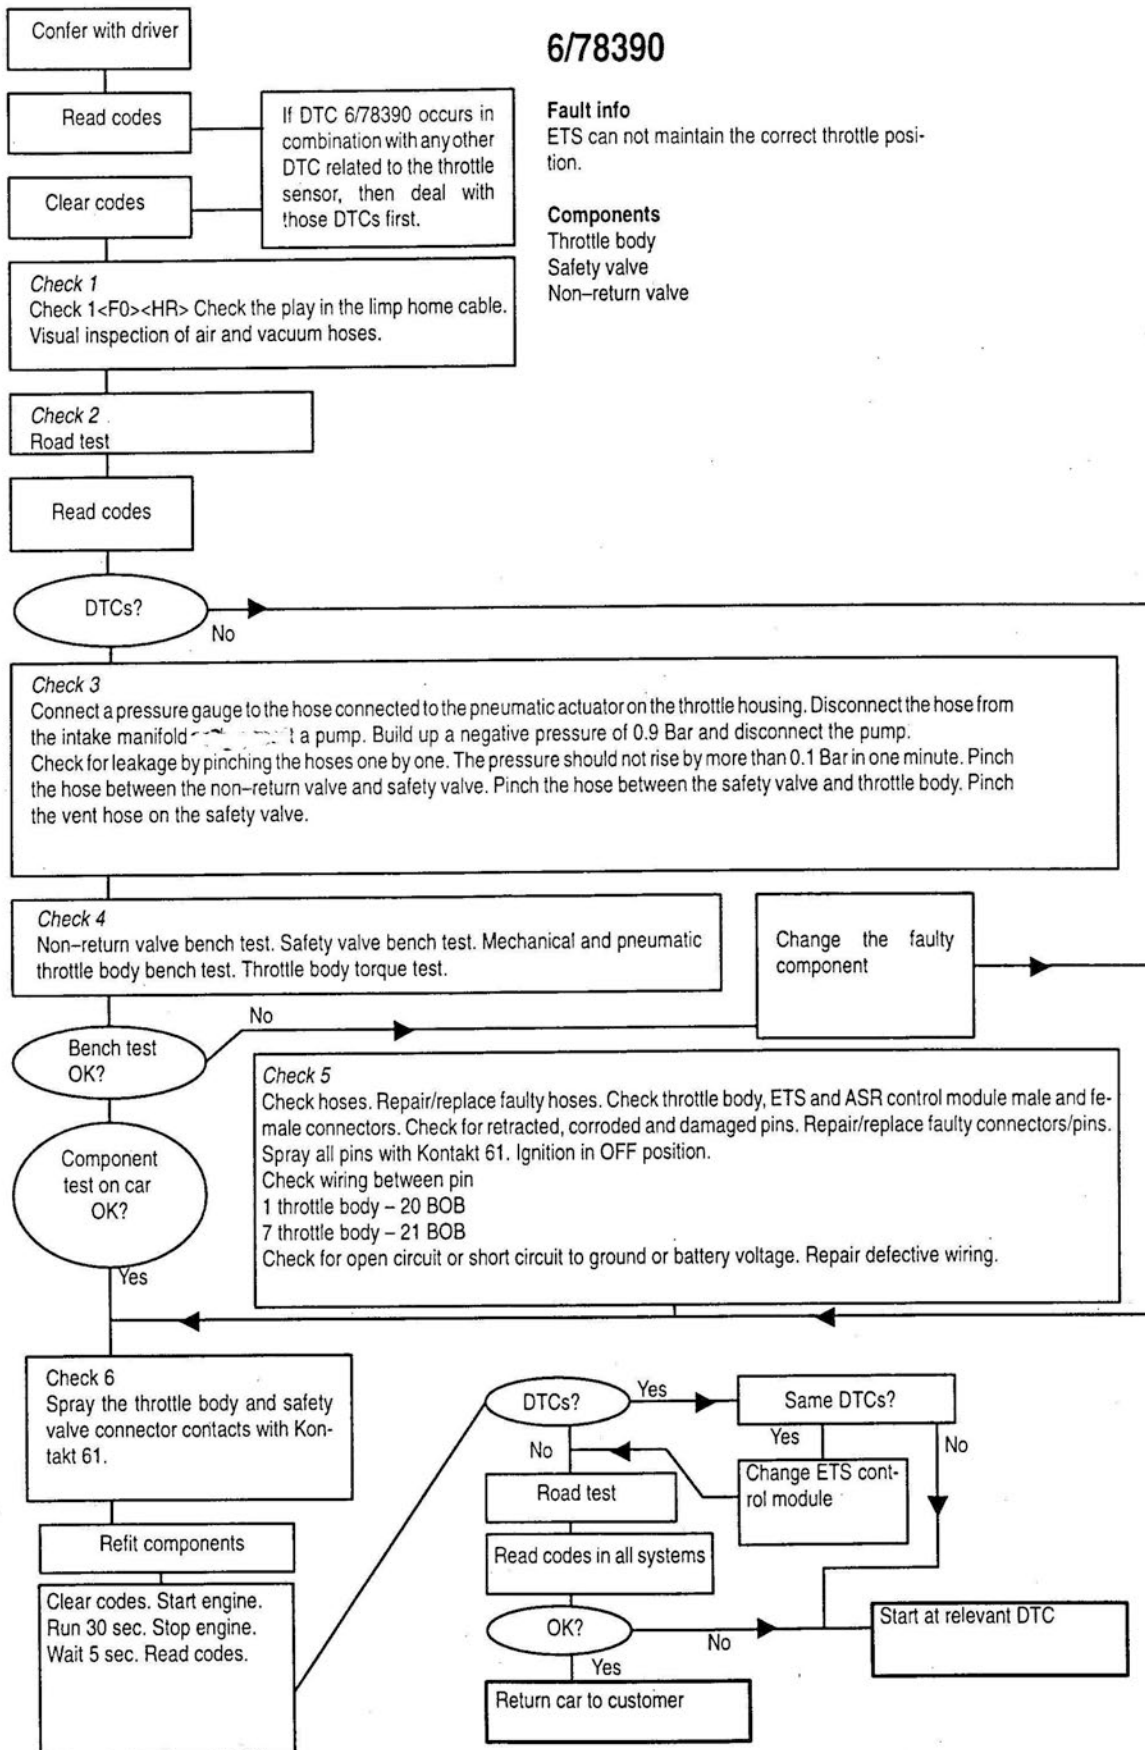 Confer with driver
6/78390
Read codes
If DTC 6/78390 occurs in
combination with any other
DTC related to the throttle
sensor, then deal with
those DTCs first.
Clear codes
Fault info
ETS can not maintain the correct throttle posi-
tion.
Components
Throttle body
Safety valve
Non–return valve
Check 1
Check 1<F0><HR> Check the play in the limp home cable.
Visual inspection of air and vacuum hoses.
Check 2
Road test
Read codes
DTCs?
No
Check 3
Connect a pressure gauge to the hose connected to the pneumatic actuator on the throttle housing. Disconnect the hose from
the intake manifold t a pump. Build up a negative pressure of 0.9 Bar and disconnect the pump.
Check for leakage by pinching the hoses one by one. The pressure should not rise by more than 0.1 Bar in one minute. Pinch
the hose between the non–return valve and safety valve. Pinch the hose between the safety valve and throttle body. Pinch
the vent hose on the safety valve.
Check 4
Non–return valve bench test. Safety valve bench test. Mechanical and pneumatic
throttle body bench test. Throttle body torque test.
Change the faulty
component
No
Bench test
OK?
Component
test on car
OK?
Yes
Check 5
Check hoses. Repair/replace faulty hoses. Check throttle body, ETS and ASR control module male and fe-
male connectors. Check for retracted, corroded and damaged pins. Repair/replace faulty connectors/pins.
Spray all pins with Kontakt 61. Ignition in OFF position.
Check wiring between pin
1 throttle body – 20 BOB
7 throttle body – 21 BOB
Check for open circuit or short circuit to ground or battery voltage. Repair defective wiring.
Check 6
Spray the throttle body and safety
valve connector contacts with Kon-
takt 61.
Refit components
Clear codes. Start engine.
Run 30 sec. Stop engine.
Wait 5 sec. Read codes.
DTCs?
Yes
Same DTCs?
No
Yes
No
Change ETS cont-
rol module
Road test
Read codes in all systems
OK?
No
Start at relevant DTC
Yes
Return car to customer